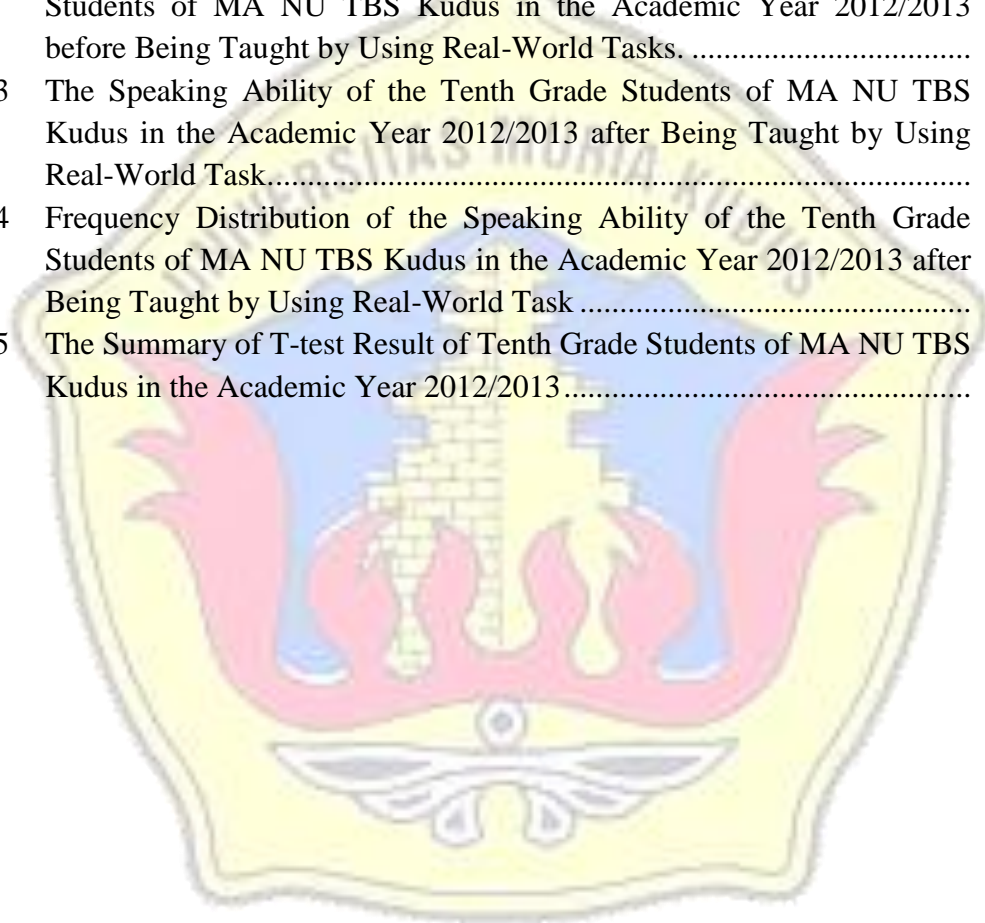 Students of MA NU TBS Kudus in the Academic Year 2012/2013
before Being Taught by Using Real-World Tasks. ..................................
3 The Speaking Ability of the Tenth Grade Students of MA NU TBS
Kudus in the Academic Year 2012/2013 after Being Taught by Using
Real-World Task....................................................................................
4 Frequency Distribution of the Speaking Ability of the Tenth Grade
Students of MA NU TBS Kudus in the Academic Year 2012/2013 after
Being Taught by Using Real-World Task ...............................................
5 The Summary of T-test Result of Tenth Grade Students of MA NU TBS
Kudus in the Academic Year 2012/2013.................................................
UNIVERSITAS MURIA KUDUS